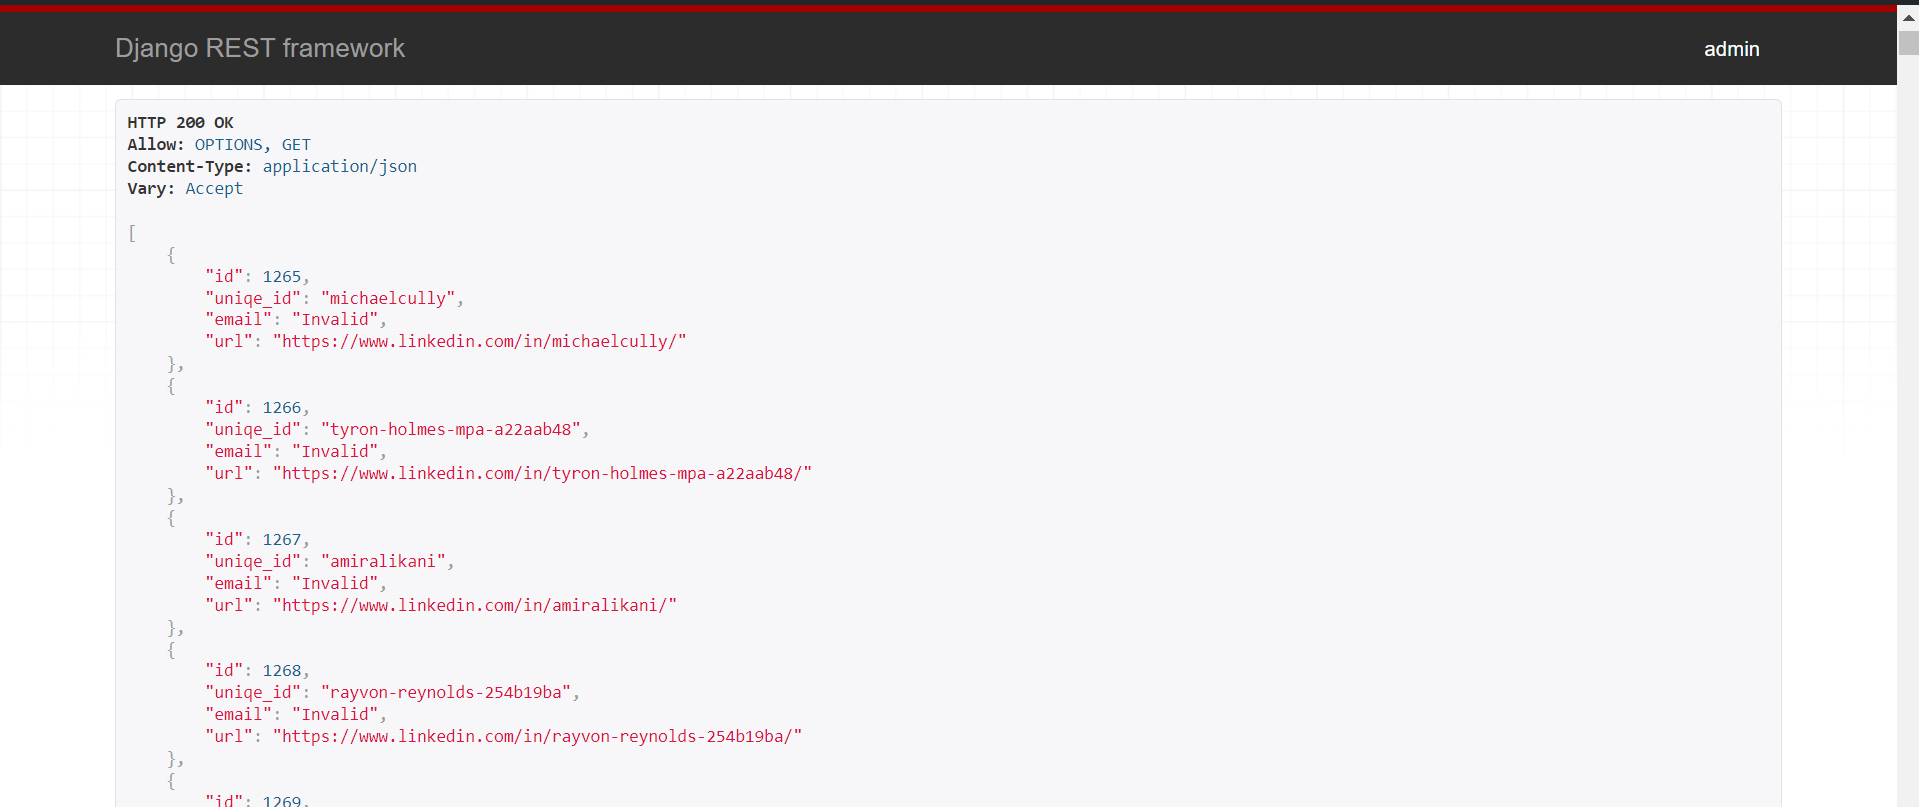 Django REST framework
admin
HTTP 200 OK
Allow: OPTIONS, GET
Content-Type: application/json
Vary: Accept
[
{
"id": 1265,
"uniqe_id": "michaelcully",
"email": "Invalid",
"url": "https://www.linkedin.com/in/michaelcully/"
},
{
"id": 1266,
"uniqe_id": "tyron-holmes-mpa-a22aab48",
"email": "Invalid",
"url": "https://www.linkedin.com/in/tyron-holmes-mpa-a22aab48/"
},
{
"id": 1267,
"uniqe_id": "amiralikani",
"email": "Invalid",
"url": "https://www.linkedin.com/in/amiralikani/"
},
{
"id": 1268,
"uniqe_id": "rayvon-reynolds-254b19ba",
"email": "Invalid",
"url": "https://www.linkedin.com/in/rayvon-reynolds-254b19ba/"
},
{
"id": 1269,